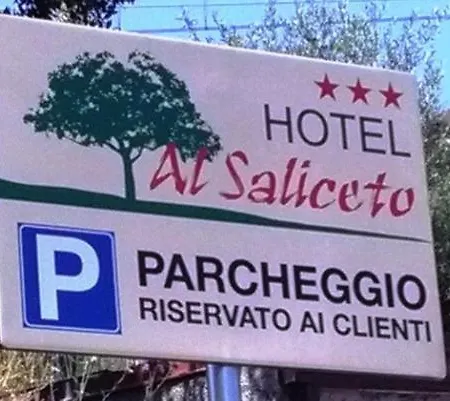 HOTEL
Al Saliceto
P
PARCHEGGIO
RISERVATO AI CLIENTI